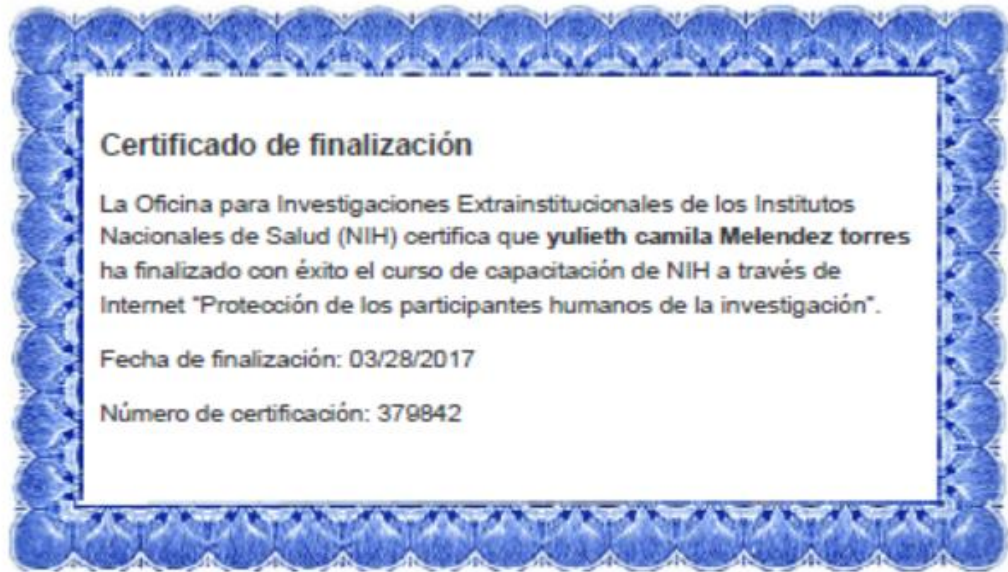 Certificado de finalización
La Oficina para Investigaciones Extrainstitucionales de los Institutos
Nacionales de Salud (NIH) certifica que yulieth camila Melendez torres
ha finalizado con éxito el curso de capacitación de NIH a través de
Internet "Protección de los participantes humanos de la investigación".
Fecha de finalización: 03/28/2017
Número de certificación: 379842